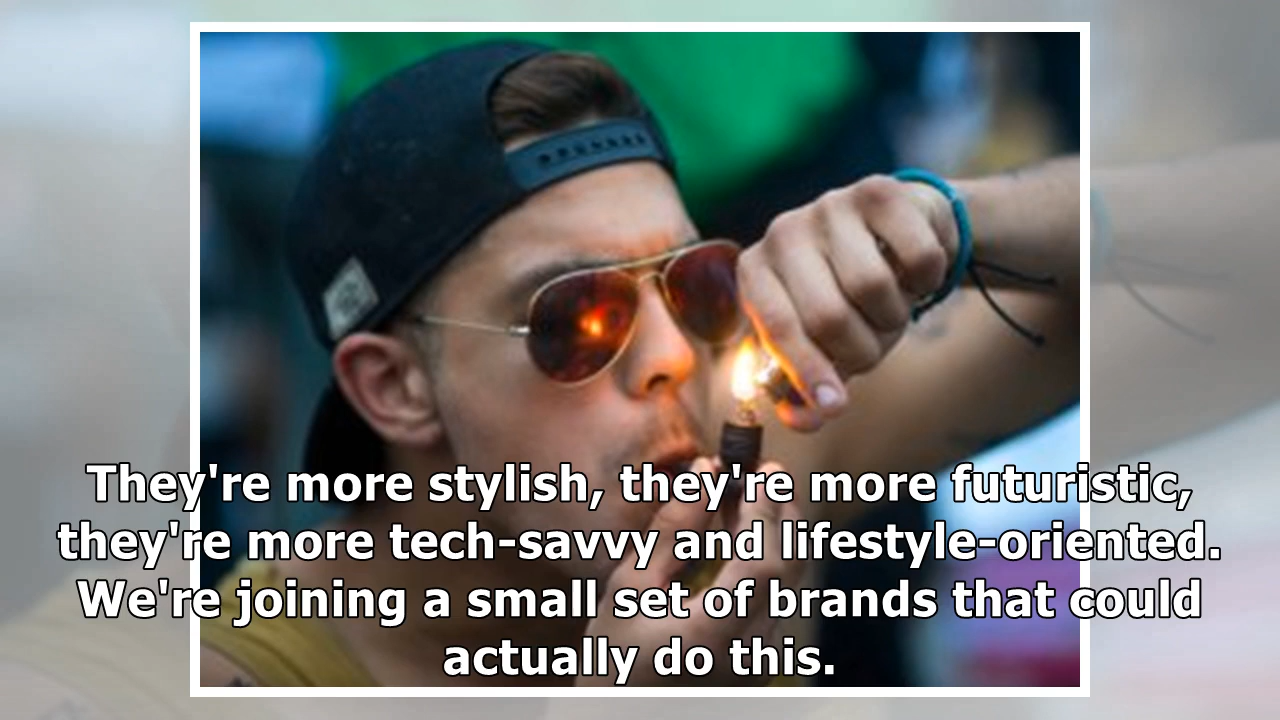 They're more stylish, they're more futuristic,
they're more tech-savvy and lifestyle-oriented.
We're joining a small set of brands that could
actually do this.